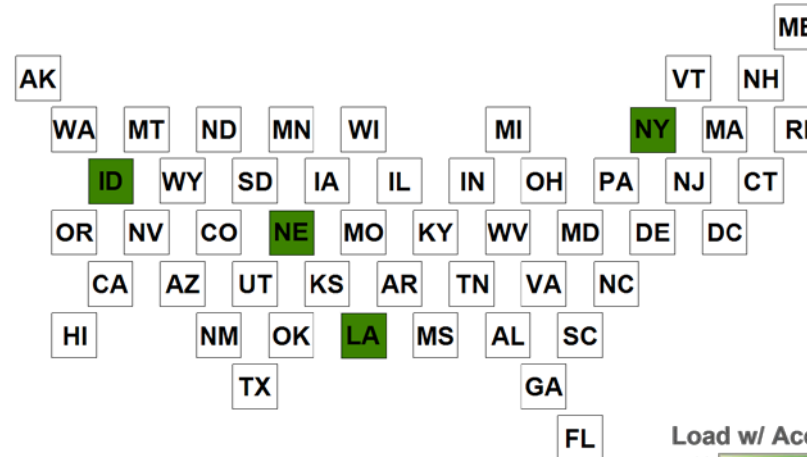 ME
AK VT NH
WA MT ND MN WI MI NY MA RI
ID WY SD IA IL IN OH PA NJ CT
OR NV CO NE MO KY WV MD DE DC
CA AZ UT KS AR TN VA NC
HI NM OK LA MS AL SC
TX GA
FL
Load w/